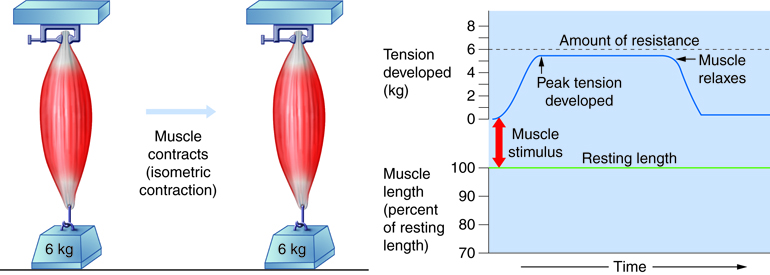 Muscle
contracts
(isometric
contraction)
6 kg
6 kg
Tension
developed
(kg)
8
6
4
2
0
Amount of resistance
Peak tension
developed
Muscle
relaxes
Muscle
stimulus
Resting length
Muscle
length
(percent
of resting
length)
100
90
80
70
Time